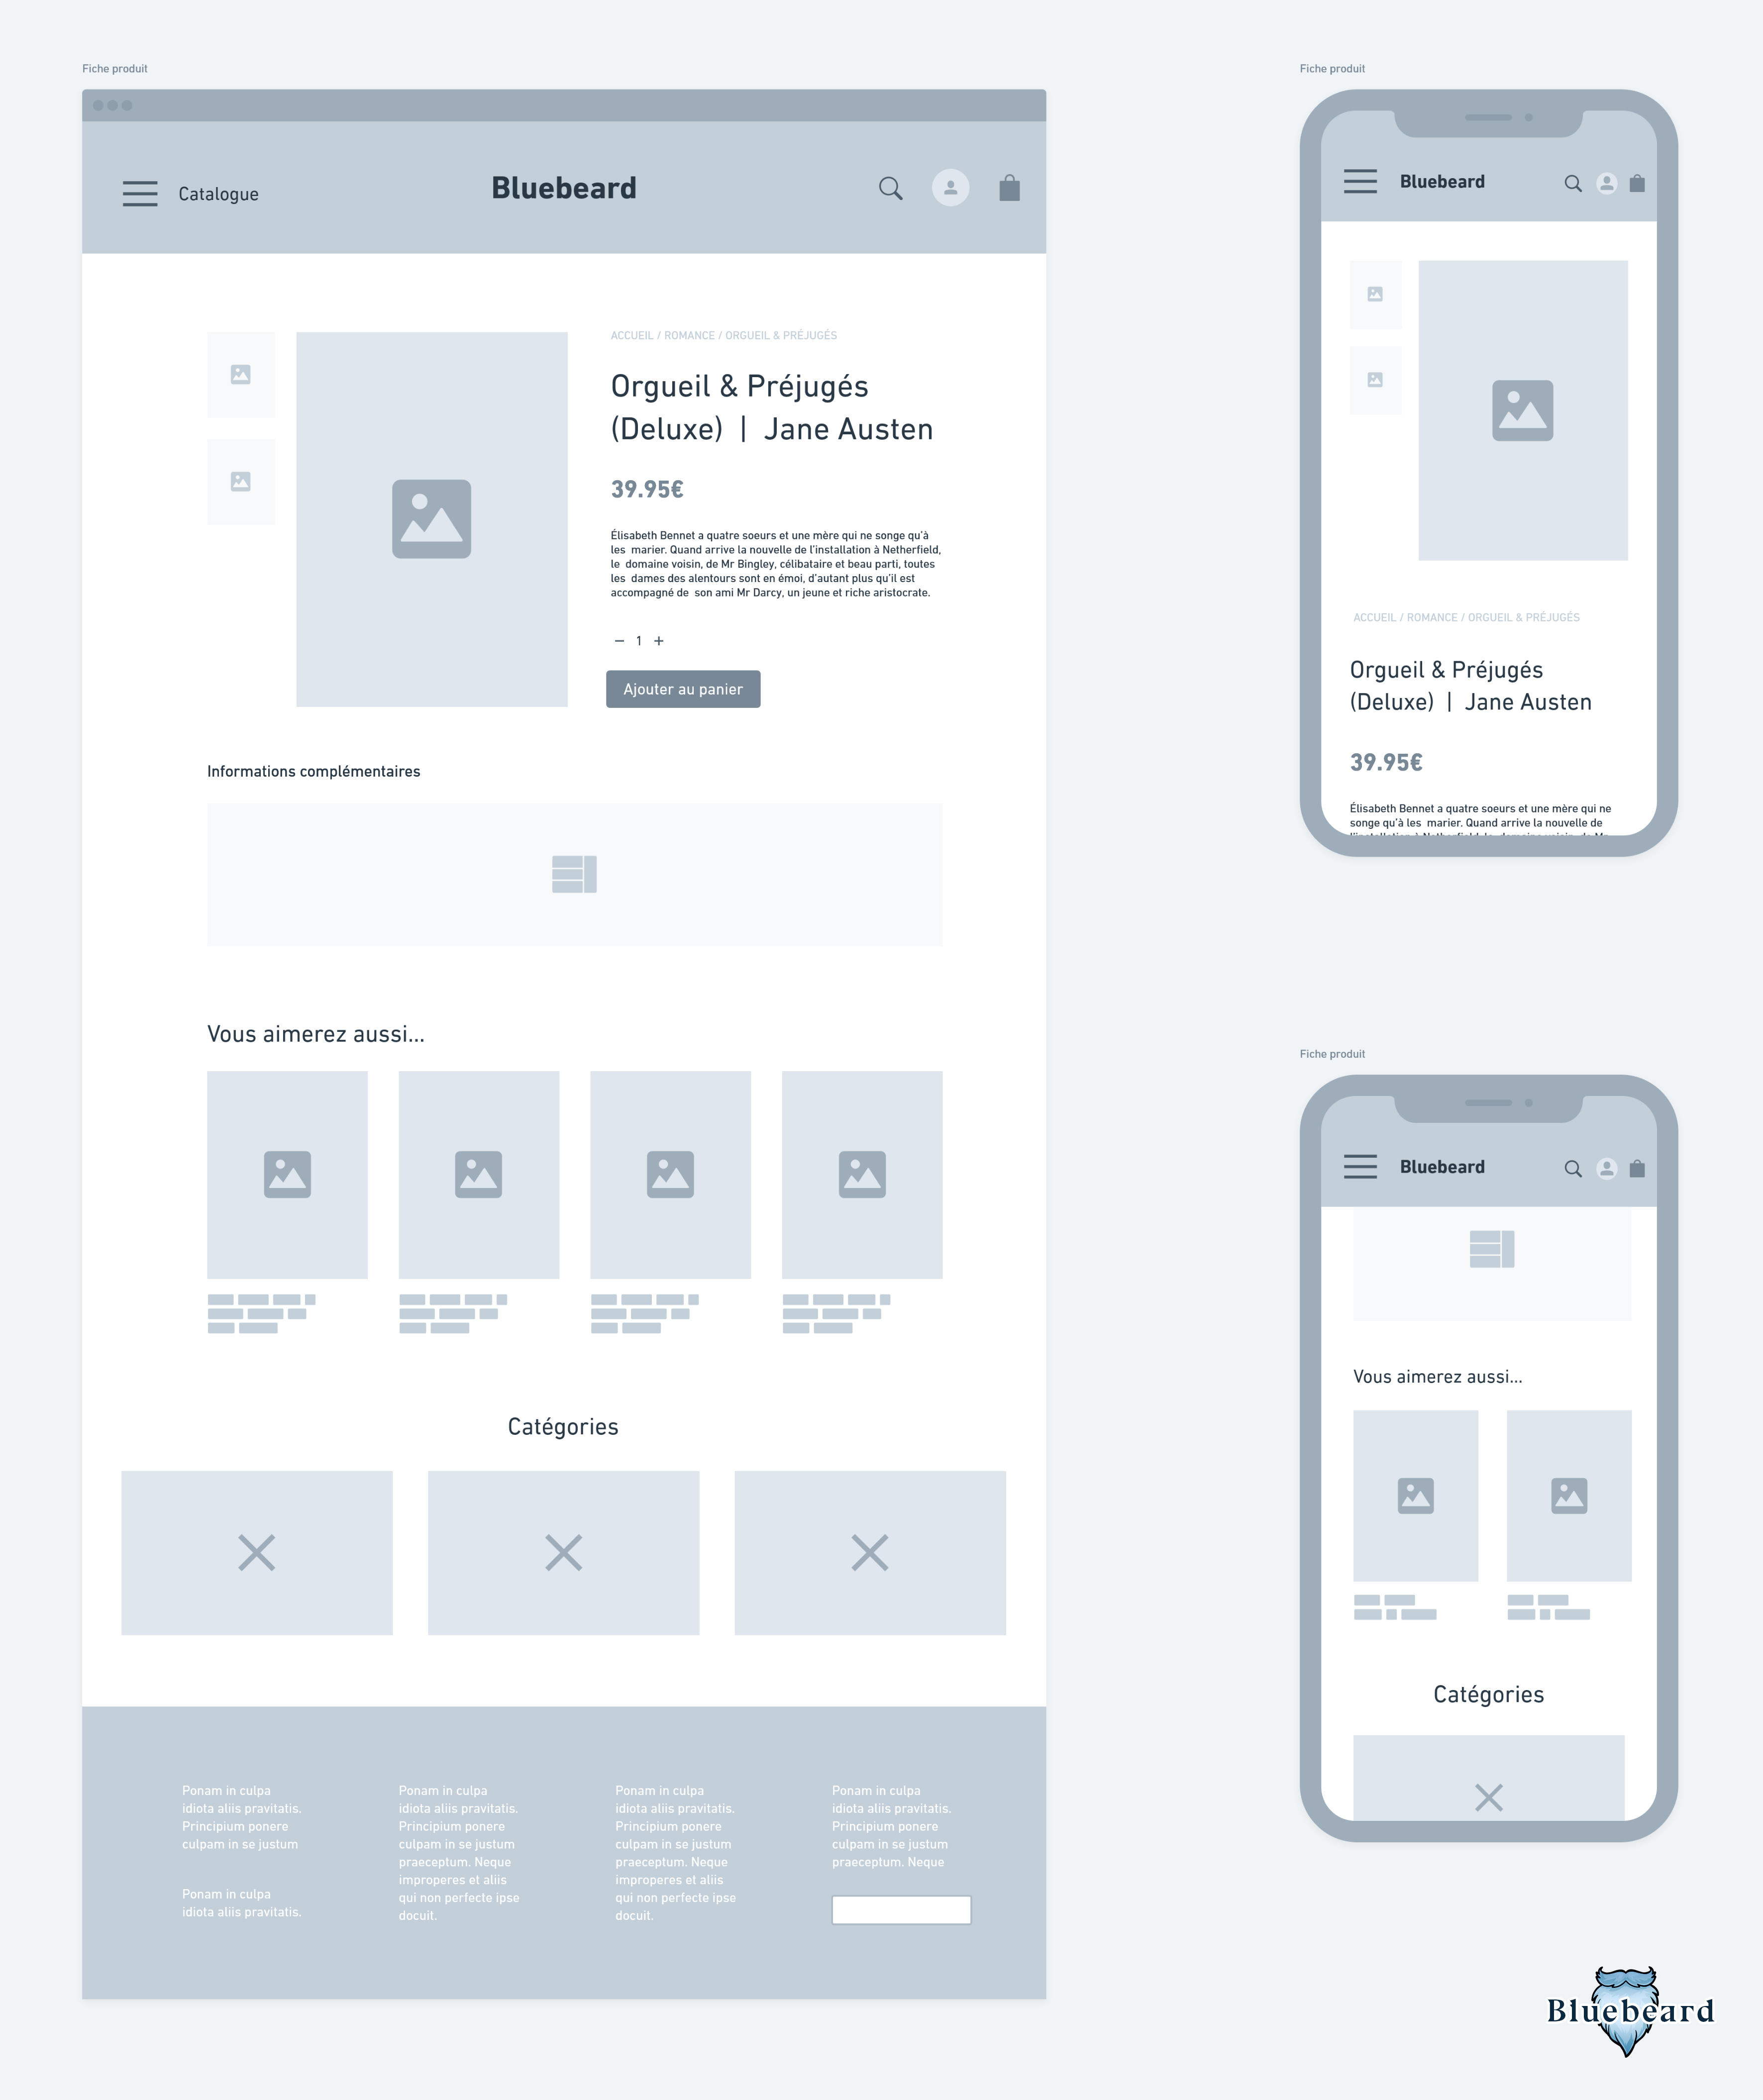 Fiche produit
Catalogue
Bluebeard
ACCUEIL / ROMANCE / ORGUEIL & PRÉJUGÉS
Orgueil & Préjugés
(Deluxe) | Jane Austen
39.95€
Élisabeth Bennet a quatre soeurs et une mère qui ne songe qu'à
les marier. Quand arrive la nouvelle de l'installation à Netherfield,
le domaine voisin, de Mr Bingley, célibataire et beau parti, toutes
les dames des alentours sont en émoi, d'autant plus qu'il est
accompagné de son ami Mr Darcy, un jeune et riche aristocrate.
− 1 +
Ajouter au panier
Informations complémentaires
Vous aimerez aussi...
Catégories
Ponam in culpa
idiota aliis pravitatis.
Principium ponere
culpam in se justum
Ponam in culpa
idiota aliis pravitatis.
Ponam in culpa
idiota aliis pravitatis.
Principium ponere
culpam in se justum
praeceptum. Neque
improperes et aliis
qui non perfecte ipse
docuit.
Ponam in culpa
idiota aliis pravitatis.
Principium ponere
culpam in se justum
praeceptum. Neque
improperes et aliis
qui non perfecte ipse
docuit.
Ponam in culpa
idiota aliis pravitatis.
Principium ponere
culpam in se justum
praeceptum. Neque
Fiche produit
Bluebeard
ACCUEIL / ROMANCE / ORGUEIL & PRÉJUGÉS
Orgueil & Préjugés
(Deluxe) | Jane Austen
39.95€
Élisabeth Bennet a quatre soeurs et une mère qui ne
songe qu'à les marier. Quand arrive la nouvelle de
l'installation à Netherfield, le domaine voisin, de Mr
Fiche produit
Bluebeard
Vous aimerez aussi...
Catégories
Bluebeard